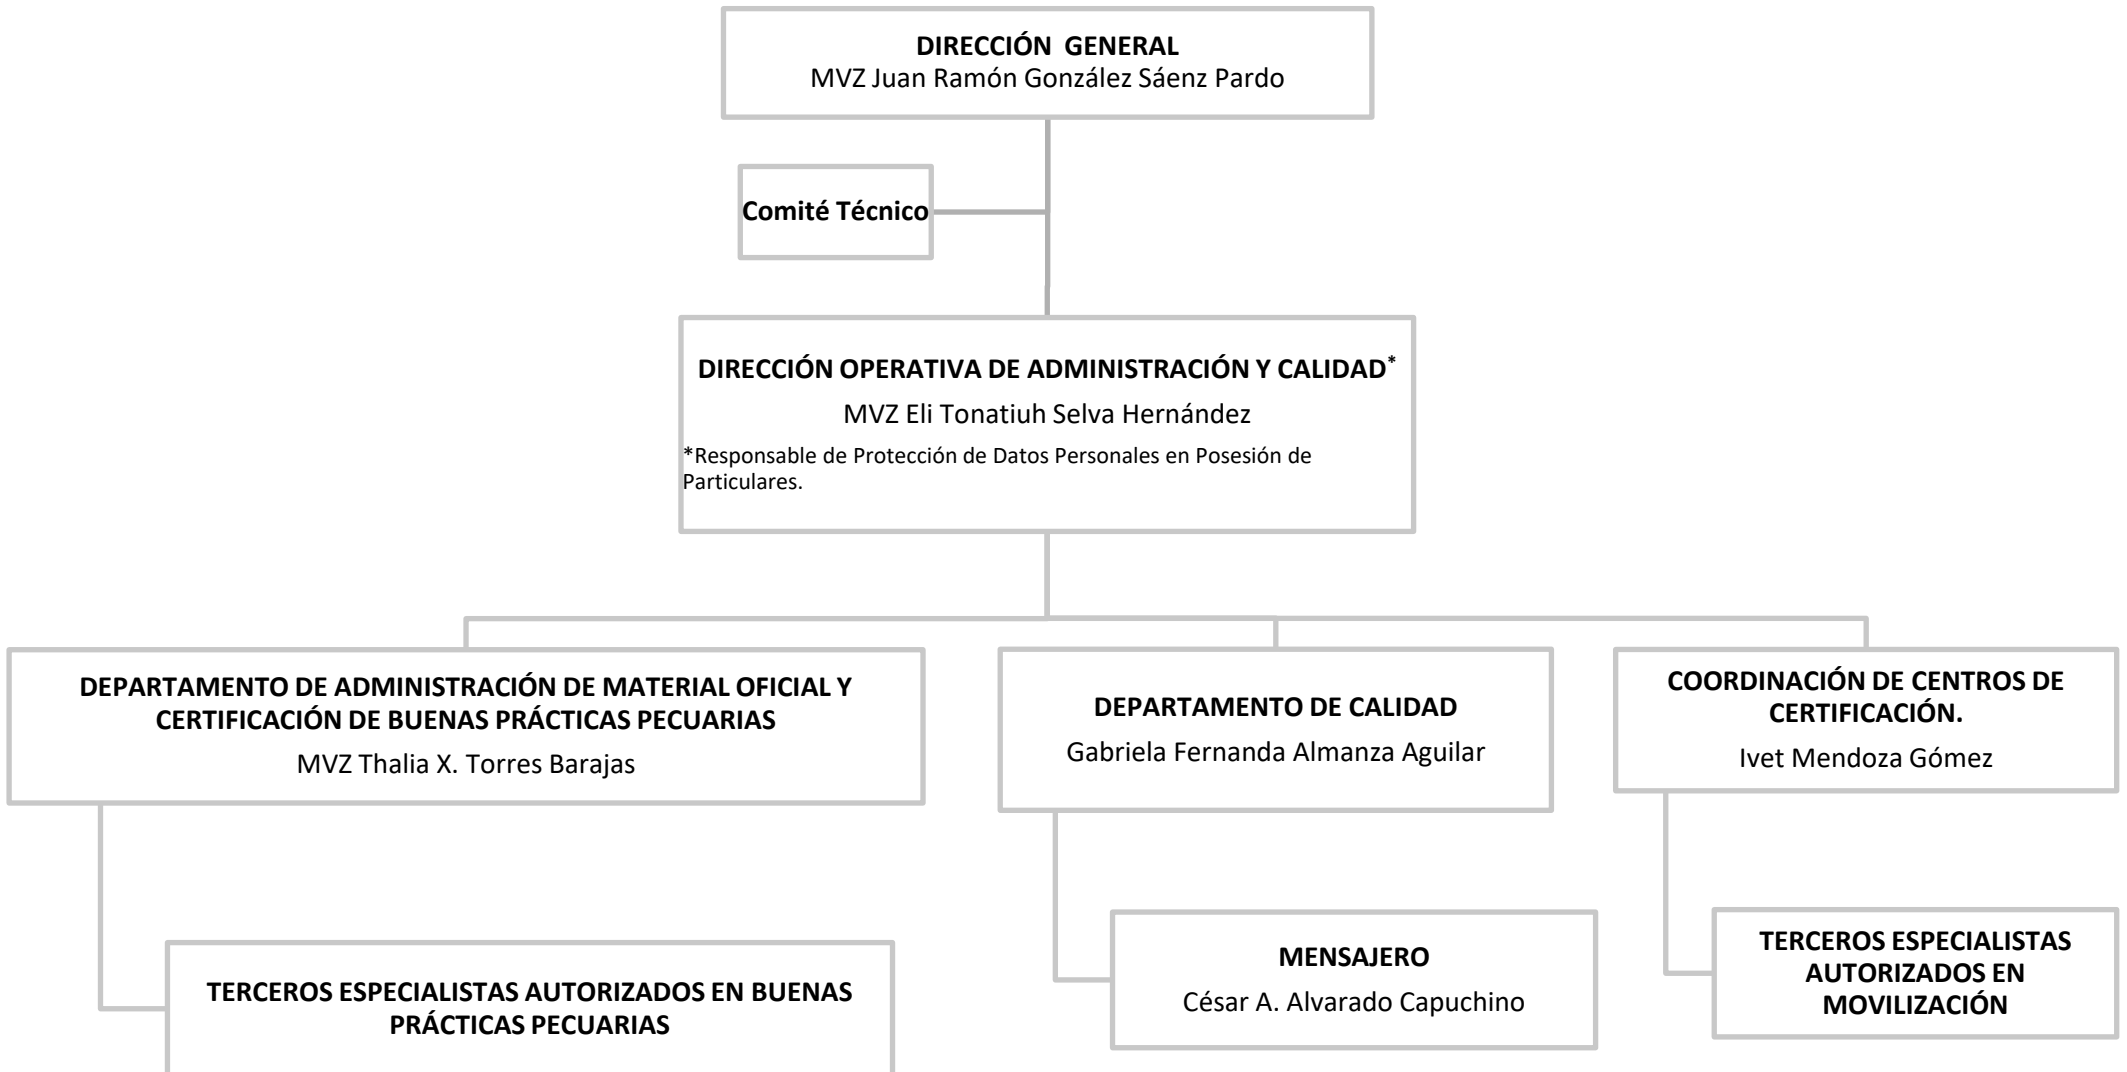 DIRECCIÓN GENERAL
MVZ Juan Ramón González Sáenz Pardo
Comité Técnico
DIRECCIÓN OPERATIVA DE ADMINISTRACIÓN Y CALIDAD*
MVZ Eli Tonatiuh Selva Hernández
*Responsable de Protección de Datos Personales en Posesión de
Particulares.
DEPARTAMENTO DE ADMINISTRACIÓN DE MATERIAL OFICIAL Y
CERTIFICACIÓN DE BUENAS PRÁCTICAS PECUARIAS
MVZ Thalia X. Torres Barajas
DEPARTAMENTO DE CALIDAD
Gabriela Fernanda Almanza Aguilar
COORDINACIÓN DE CENTROS DE
CERTIFICACIÓN.
Ivet Mendoza Gómez
TERCEROS ESPECIALISTAS AUTORIZADOS EN BUENAS
PRÁCTICAS PECUARIAS
MENSAJERO
César A. Alvarado Capuchino
TERCEROS ESPECIALISTAS
AUTORIZADOS EN
MOVILIZACIÓN